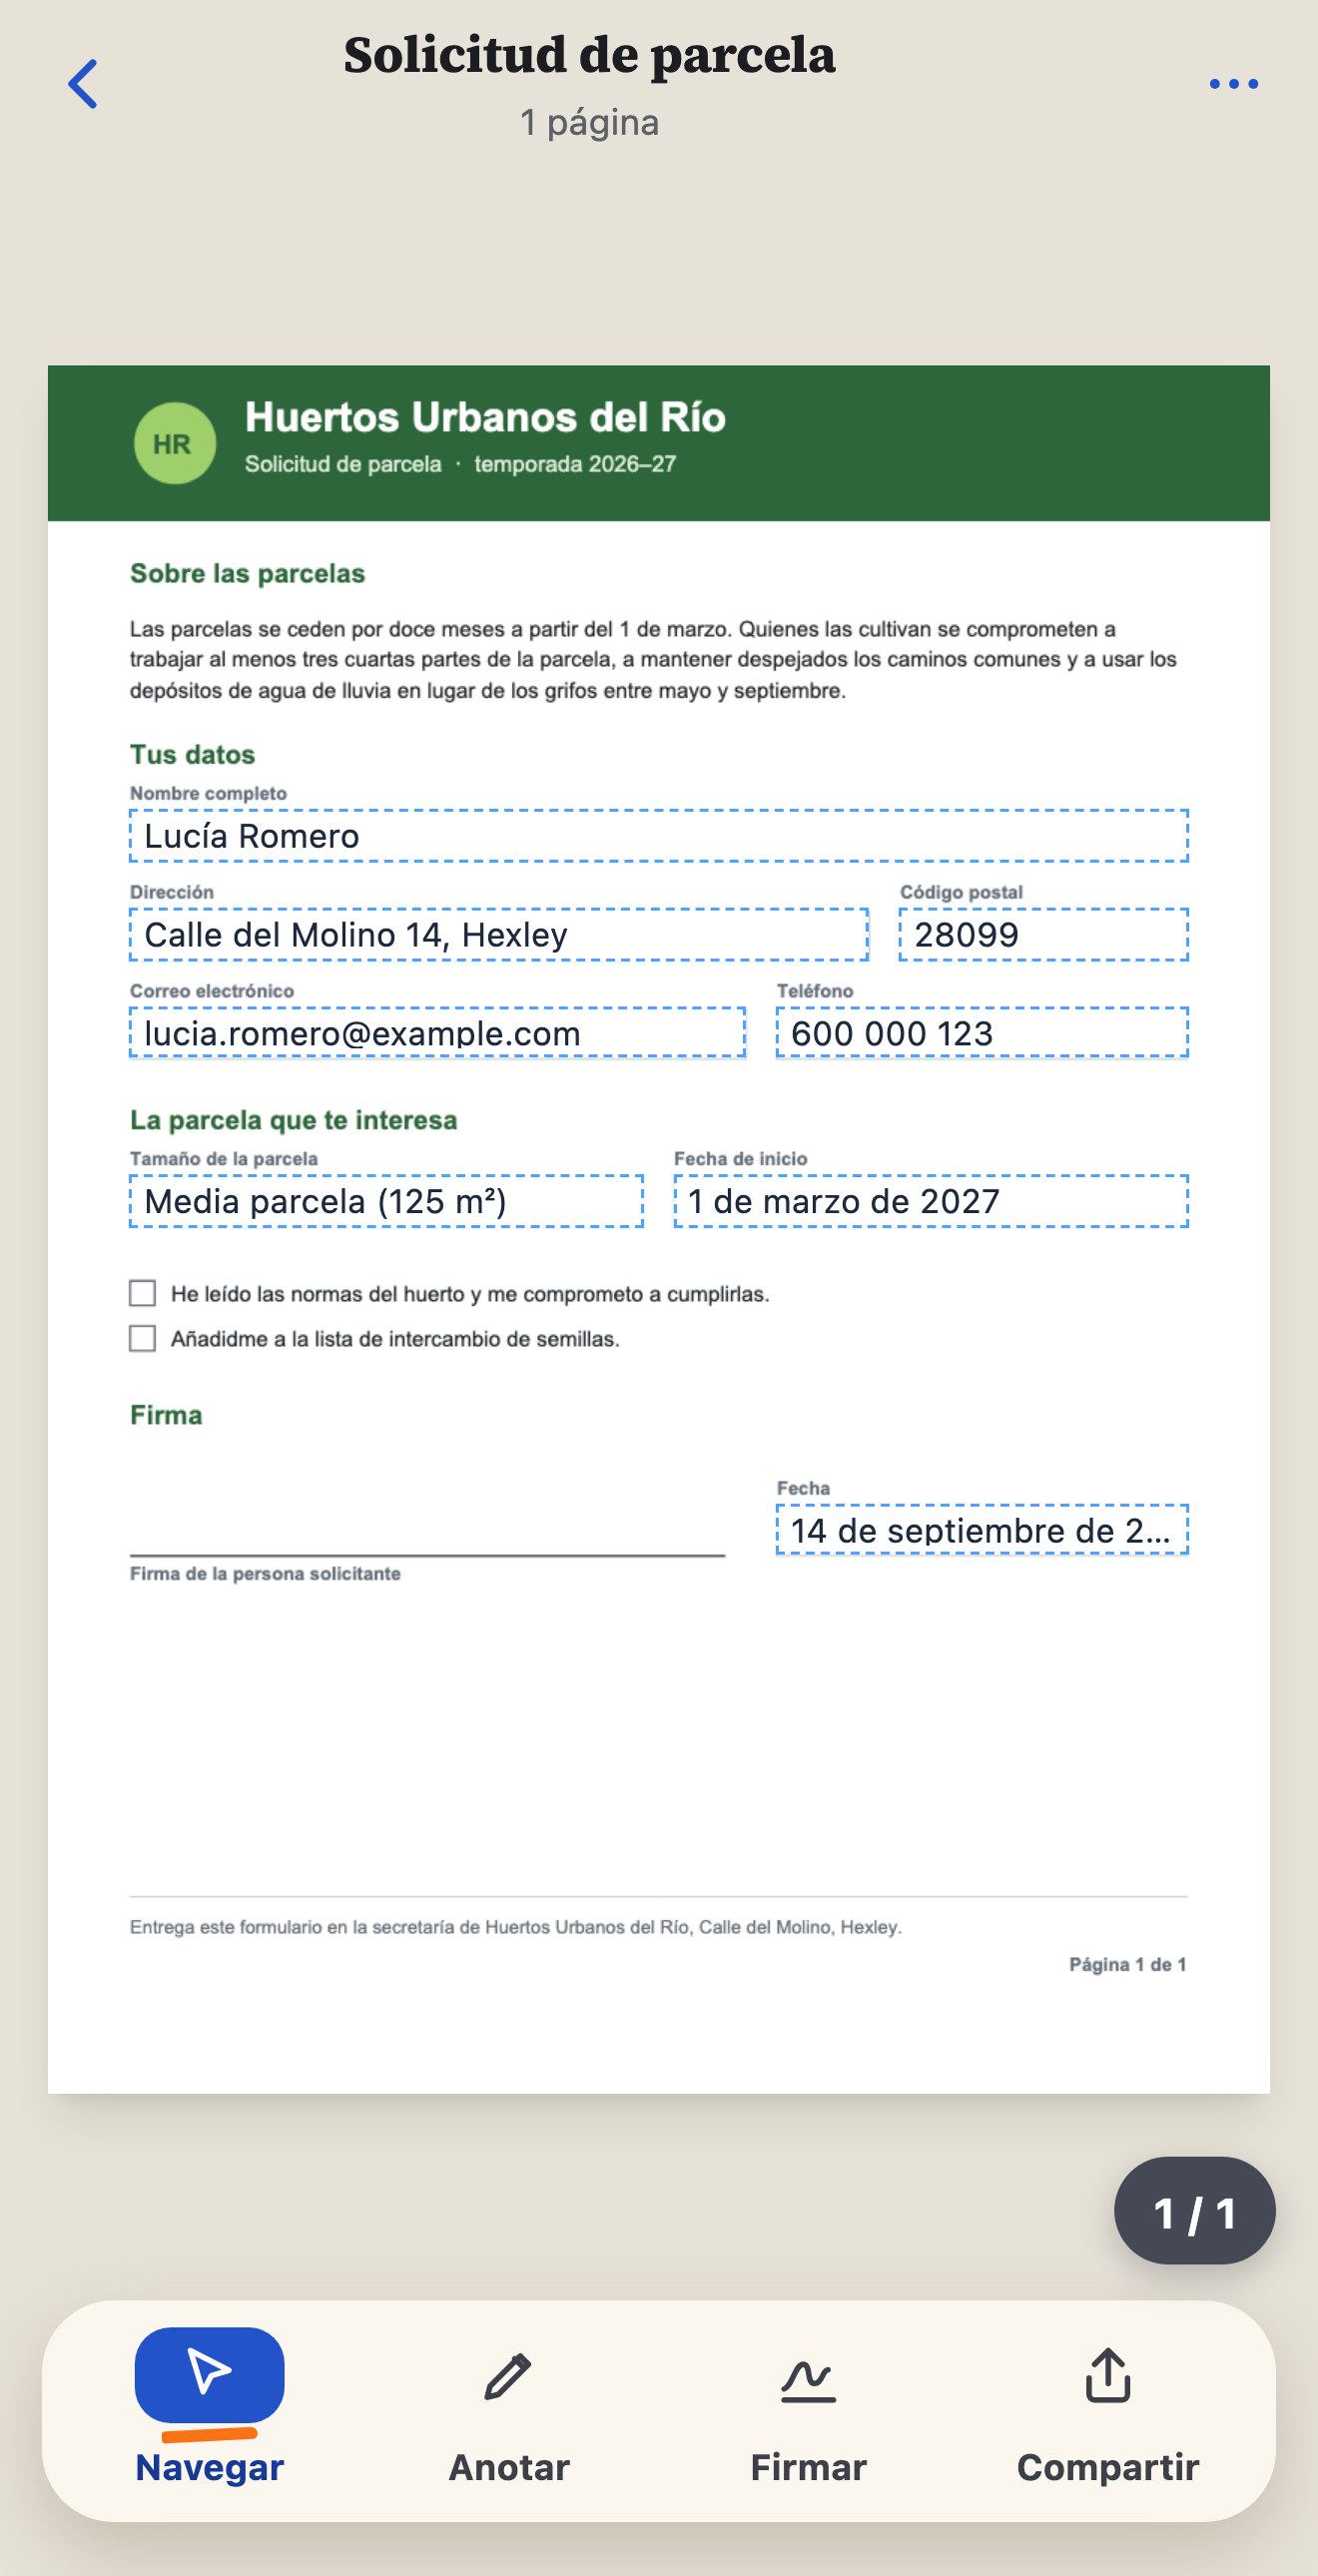 Solicitud de parcela
1 página
HR
Huertos Urbanos del Río
Solicitud de parcela · temporada 2026–27
Sobre las parcelas
Las parcelas se ceden por doce meses a partir del 1 de marzo. Quienes las cultivan se comprometen a
trabajar al menos tres cuartas partes de la parcela, a mantener despejados los caminos comunes y a usar los
depósitos de agua de lluvia en lugar de los grifos entre mayo y septiembre.
Tus datos
Nombre completo
Lucía Romero
Dirección Código postal
Calle del Molino 14, Hexley 28099
Correo electrónico Teléfono
lucia.romero@example.com 600 000 123
La parcela que te interesa
Tamaño de la parcela Fecha de inicio
Media parcela (125 m²) 1 de marzo de 2027
He leído las normas del huerto y me comprometo a cumplirlas.
Añadidme a la lista de intercambio de semillas.
Firma
Fecha
14 de septiembre de 2...
Firma de la persona solicitante
Entrega este formulario en la secretaría de Huertos Urbanos del Río, Calle del Molino, Hexley.
Página 1 de 1
1 / 1
Navegar Anotar Firmar Compartir